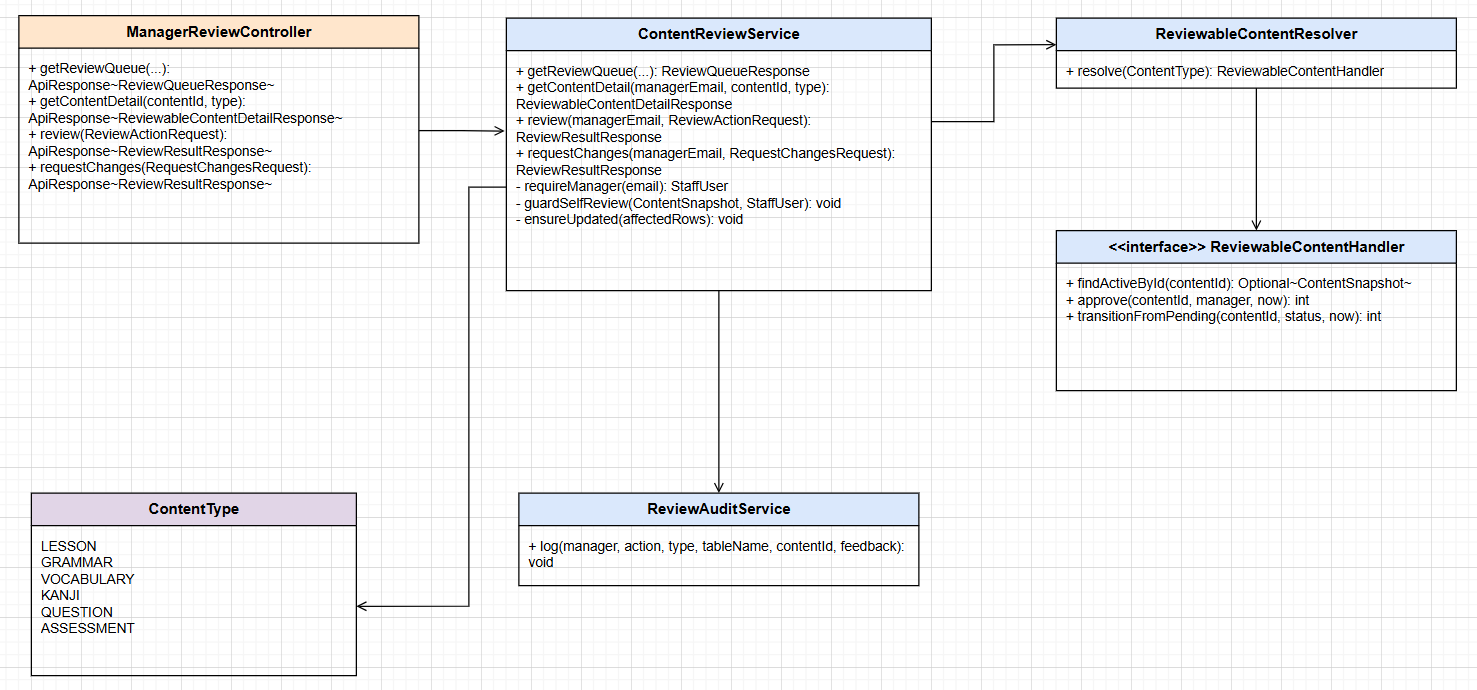 ManagerReviewController
+ getReviewQueue(...):
ApiResponse~ReviewQueueResponse~
+ getContentDetail(contentId, type):
ApiResponse~ReviewableContentDetailResponse~
+ review(ReviewActionRequest):
ApiResponse~ReviewResultResponse~
+ requestChanges(RequestChangesRequest):
ApiResponse~ReviewResultResponse~
ContentReviewService
+ getReviewQueue(...): ReviewQueueResponse
+ getContentDetail(managerEmail, contentId, type):
ReviewableContentDetailResponse
+ review(managerEmail, ReviewActionRequest):
ReviewResultResponse
+ requestChanges(managerEmail, RequestChangesRequest):
ReviewResultResponse
- requireManager(email): StaffUser
- guardSelfReview(ContentSnapshot, StaffUser): void
- ensureUpdated(affectedRows): void
ReviewableContentResolver
+ resolve(ContentType): ReviewableContentHandler
<<interface>> ReviewableContentHandler
+ findActiveById(contentId): Optional~ContentSnapshot~
+ approve(contentId, manager, now): int
+ transitionFromPending(contentId, status, now): int
ContentType
LESSON
GRAMMAR
VOCABULARY
KANJI
QUESTION
ASSESSMENT
ReviewAuditService
+ log(manager, action, type, tableName, contentId, feedback):
void